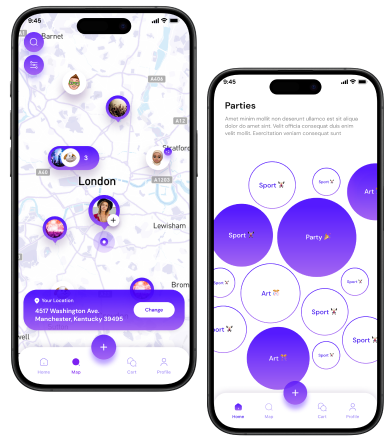 9:45
Barnet
A406
A12
Stratford
3
A40
A1203
London
Lewisham
Brom
Your Location
4517 Washington Ave.
Manchester, Kentucky 39495
Change
well
+
Home
Map
Cart
Profile
9:45
Parties
Amet minim mollit non deserunt ullamco est sit aliqua
dolor do amet sint. Velit officia consequat duis enim
velit mollit. Exercitation veniam consequat sunt
Sport
Sport
Art
Sport
Party 🎉
Sport
Art
Sport
Sport
Sport
Sport
Art
Sport
+
Home
Map
Cart
Profile